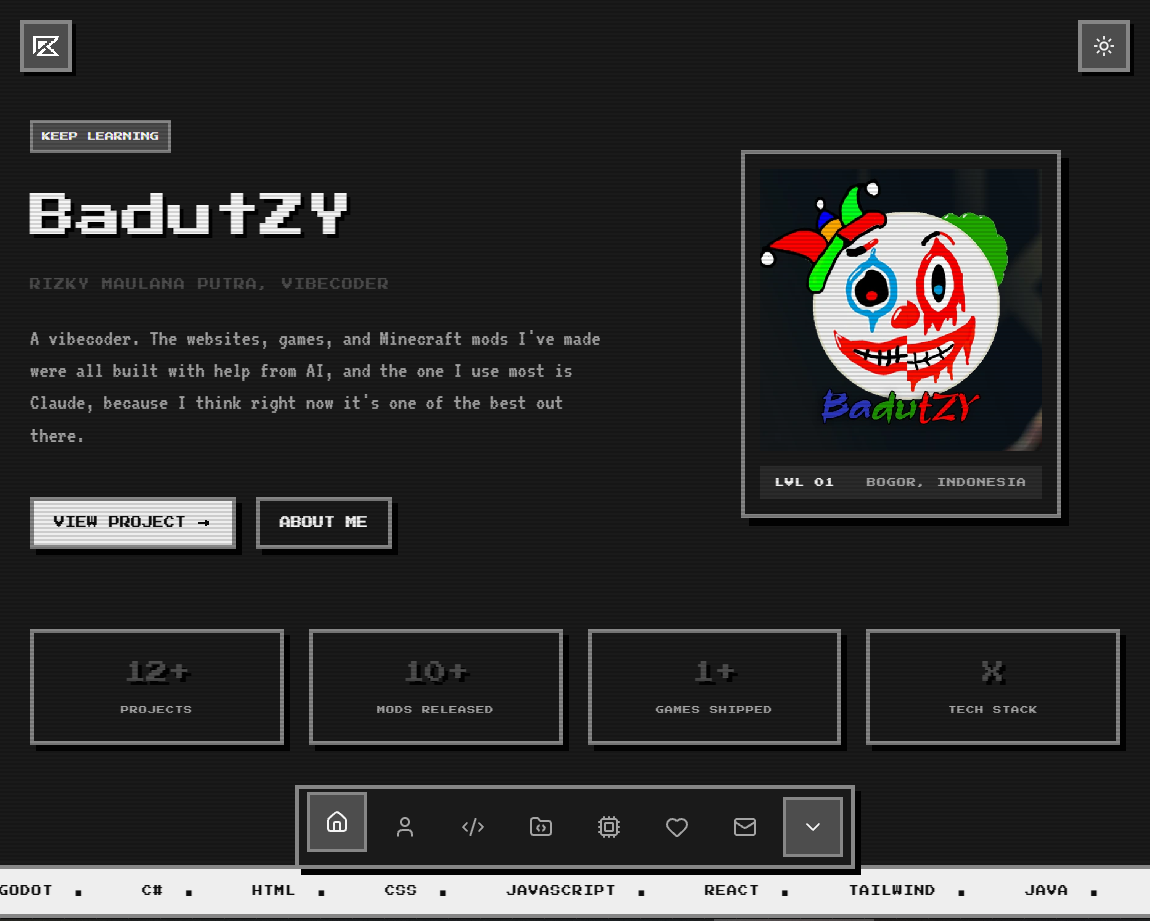 KEEP LEARNING
BadutZY
RIZKY MAULANA PUTRA, VIBECODER
A vibecoder. The websites, games, and Minecraft mods I've made
were all built with help from AI, and the one I use most is
Claude, because I think right now it's one of the best out
there.
VIEW PROJECT →
ABOUT ME
BadutZY
LVL 01 BOGOR, INDONESIA
12+
PROJECTS
10+
MODS RELEASED
1+
GAMES SHIPPED
X
TECH STACK
GODOT ▪ C# ▪ HTML ▪ CSS ▪ JAVASCRIPT ▪ REACT ▪ TAILWIND ▪ JAVA ▪